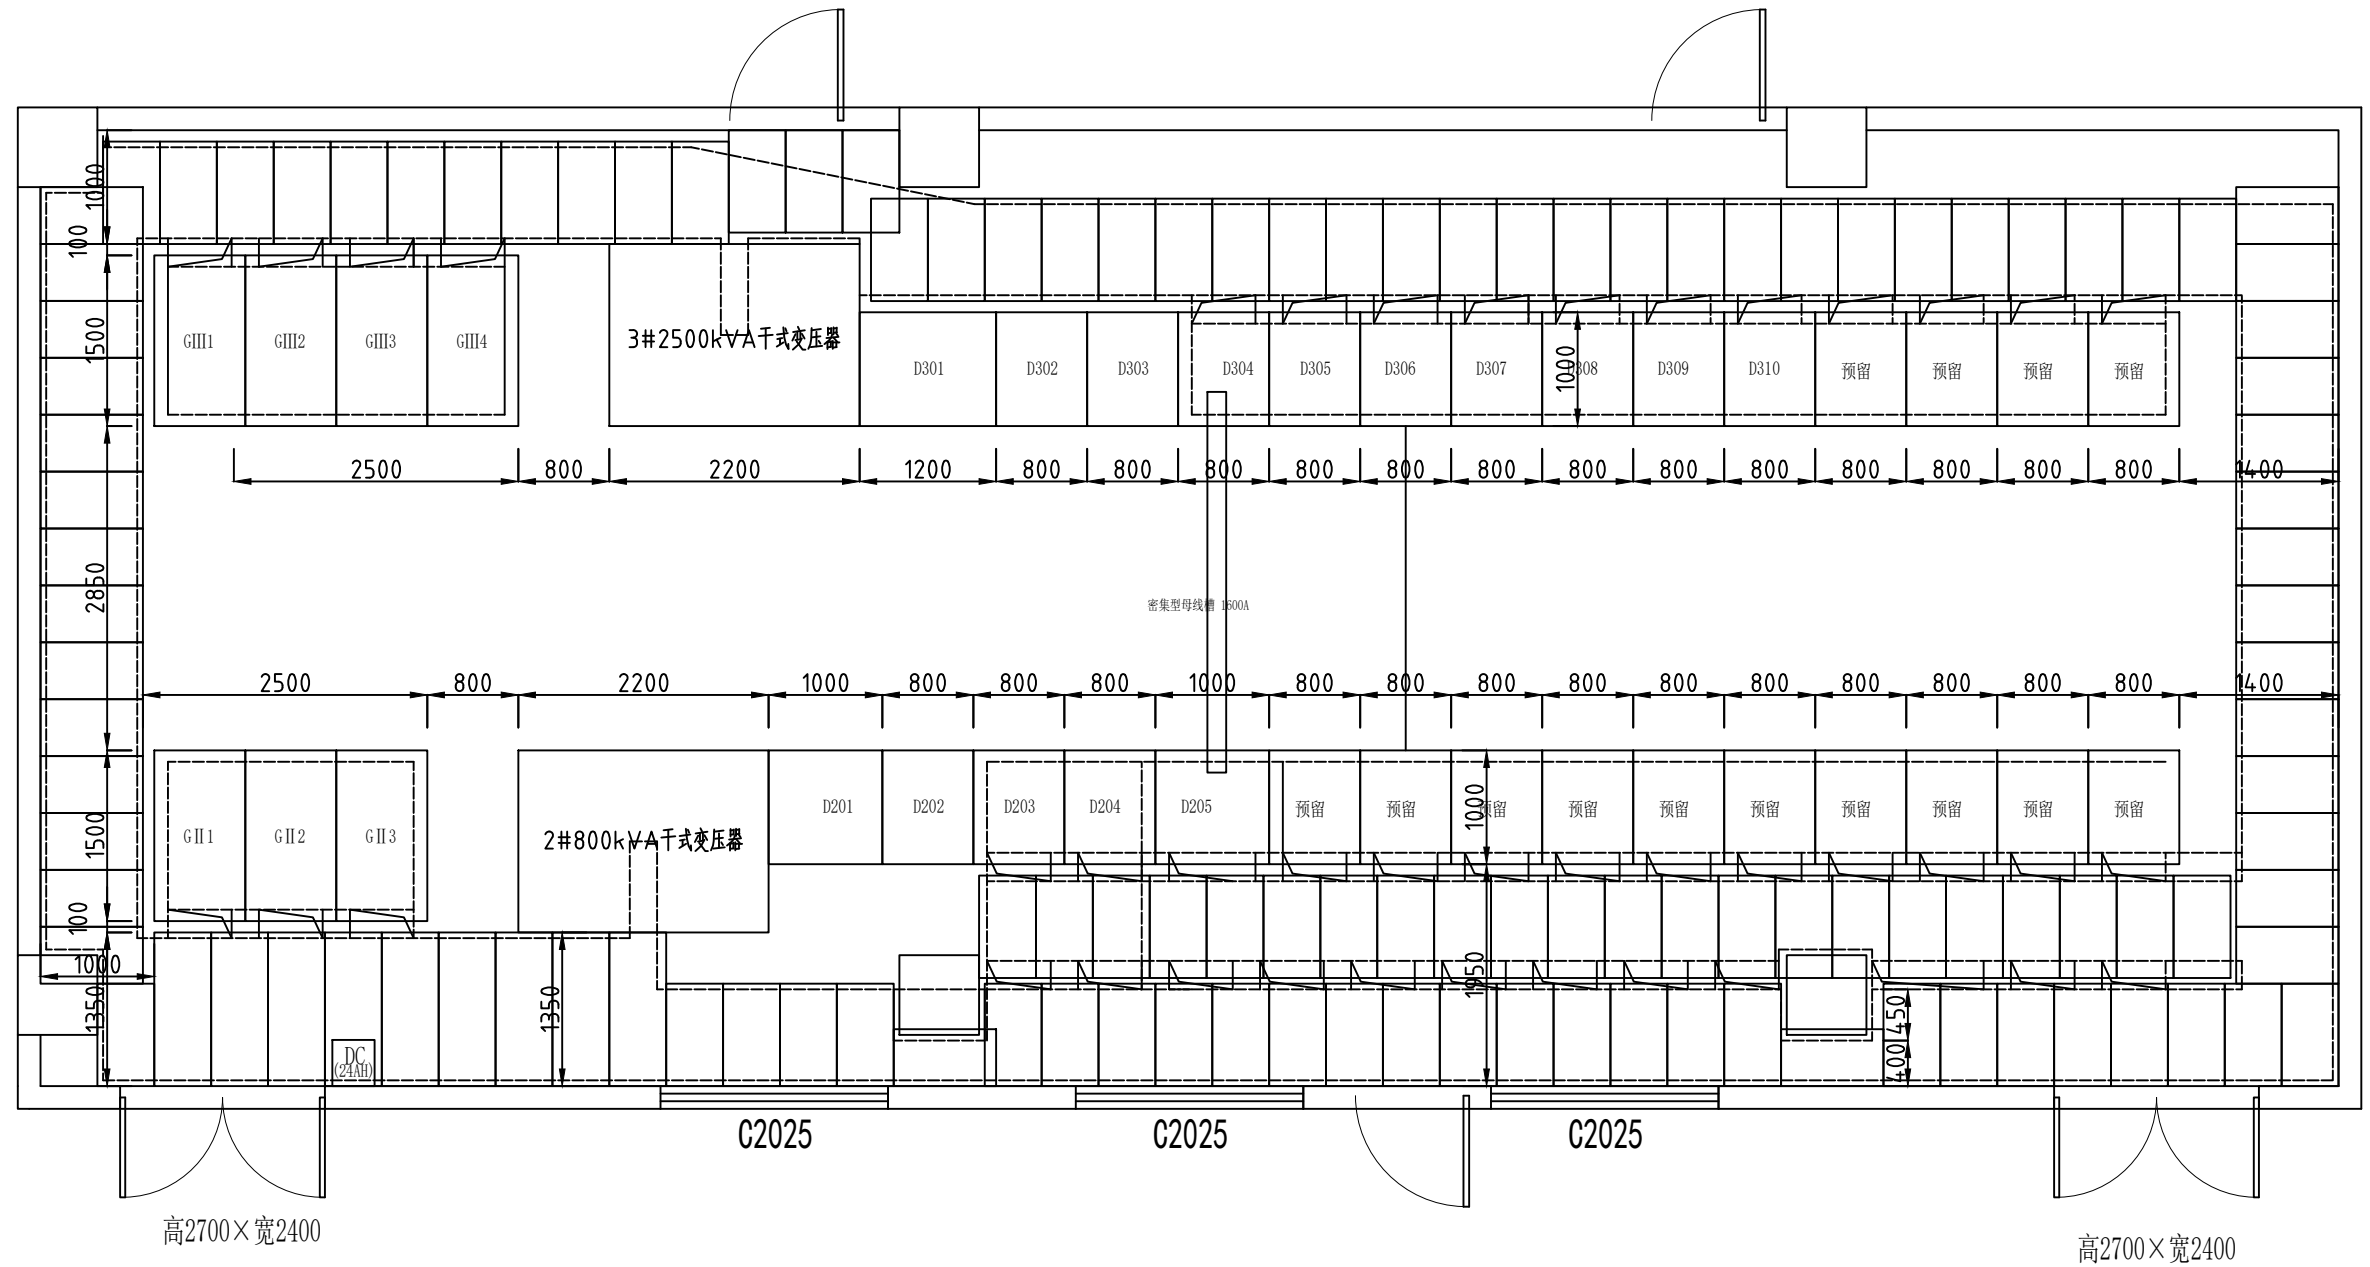 1000
100
1500
GⅢ1 GⅢ2 GⅢ3 GⅢ4
3#2500kVA干式变压器
D301 D302 D303 D304 D305 D306 D307 D308 D309 D310 预留 预留 预留 预留
1000
2500 800 2200 1200 800 800 800 800 800 800 800 800 800 800 800 800 800 1400
2850
密集型母线槽 1600A
2500 800 2200 1000 800 800 800 1000 800 800 800 800 800 800 800 800 800 800 1400
1500
GⅡ1 GⅡ2 GⅡ3
2#800kVA干式变压器
D201 D202 D203 D204 D205 预留 预留 预留 预留 预留 预留 预留 预留 预留 预留
1000
100
1000
1350
1350
1950
450
400
DC
(24AH)
C2025 C2025 C2025
高2700×宽2400
高2700×宽2400